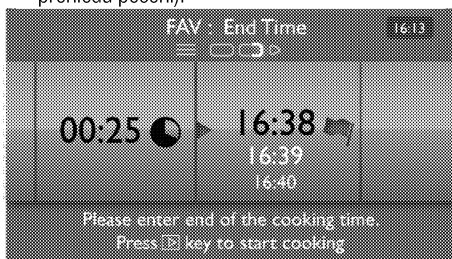 FAV : End Time 16:13
00:25 16:38
16:39
16:40
Please enter end of the cooking time.
Press key to start cooking